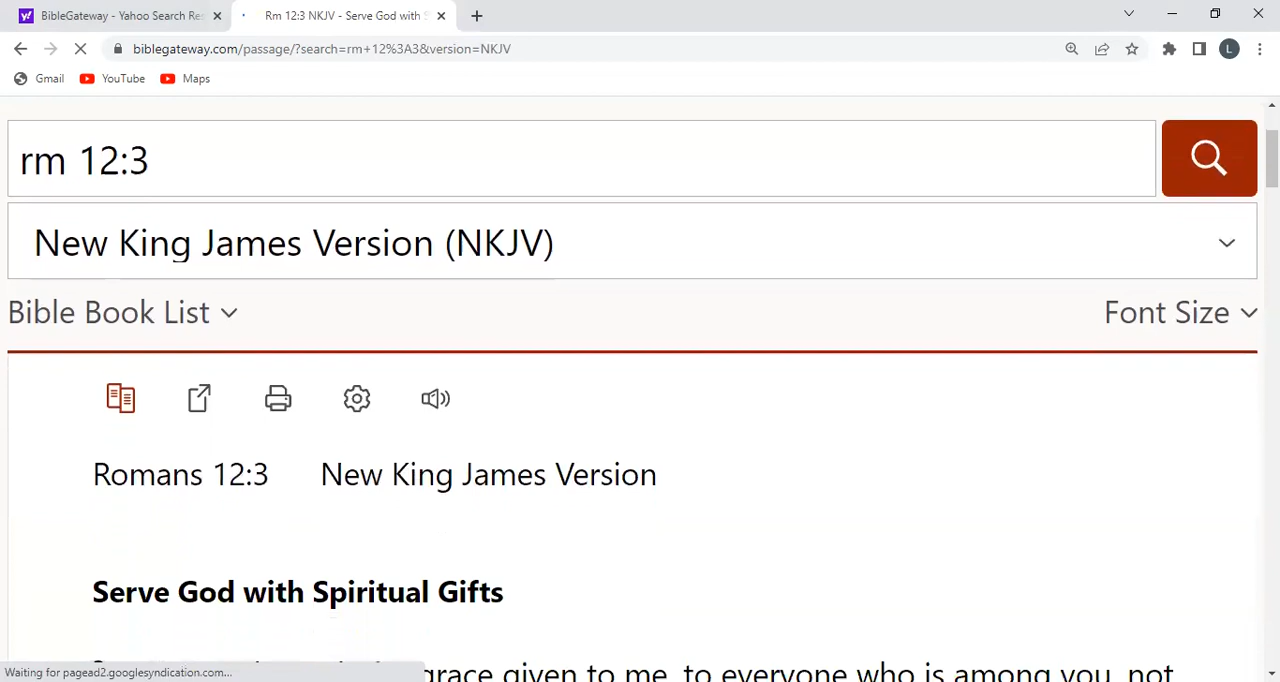 BibleGateway - Yahoo Search Res
Rm 12:3 NKJV - Serve God with S
biblegateway.com/passage/?search=rm+12%3A3&version=NKJV
L
Gmail YouTube Maps
rm 12:3
New King James Version (NKJV)
Bible Book List Font Size
Romans 12:3 New King James Version
Serve God with Spiritual Gifts
grace given to me, to everyone who is among you, not
Waiting for pagead2.googlesyndication.com...